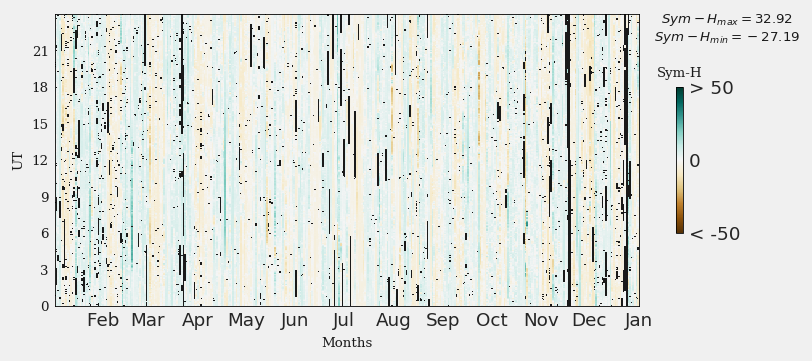 Sym − H_max = 32.92
Sym − H_min = − 27.19
Sym-H
> 50
0
< -50
UT
21
18
15
12
9
6
3
0
Feb Mar Apr May Jun Jul Aug Sep Oct Nov Dec Jan
Months